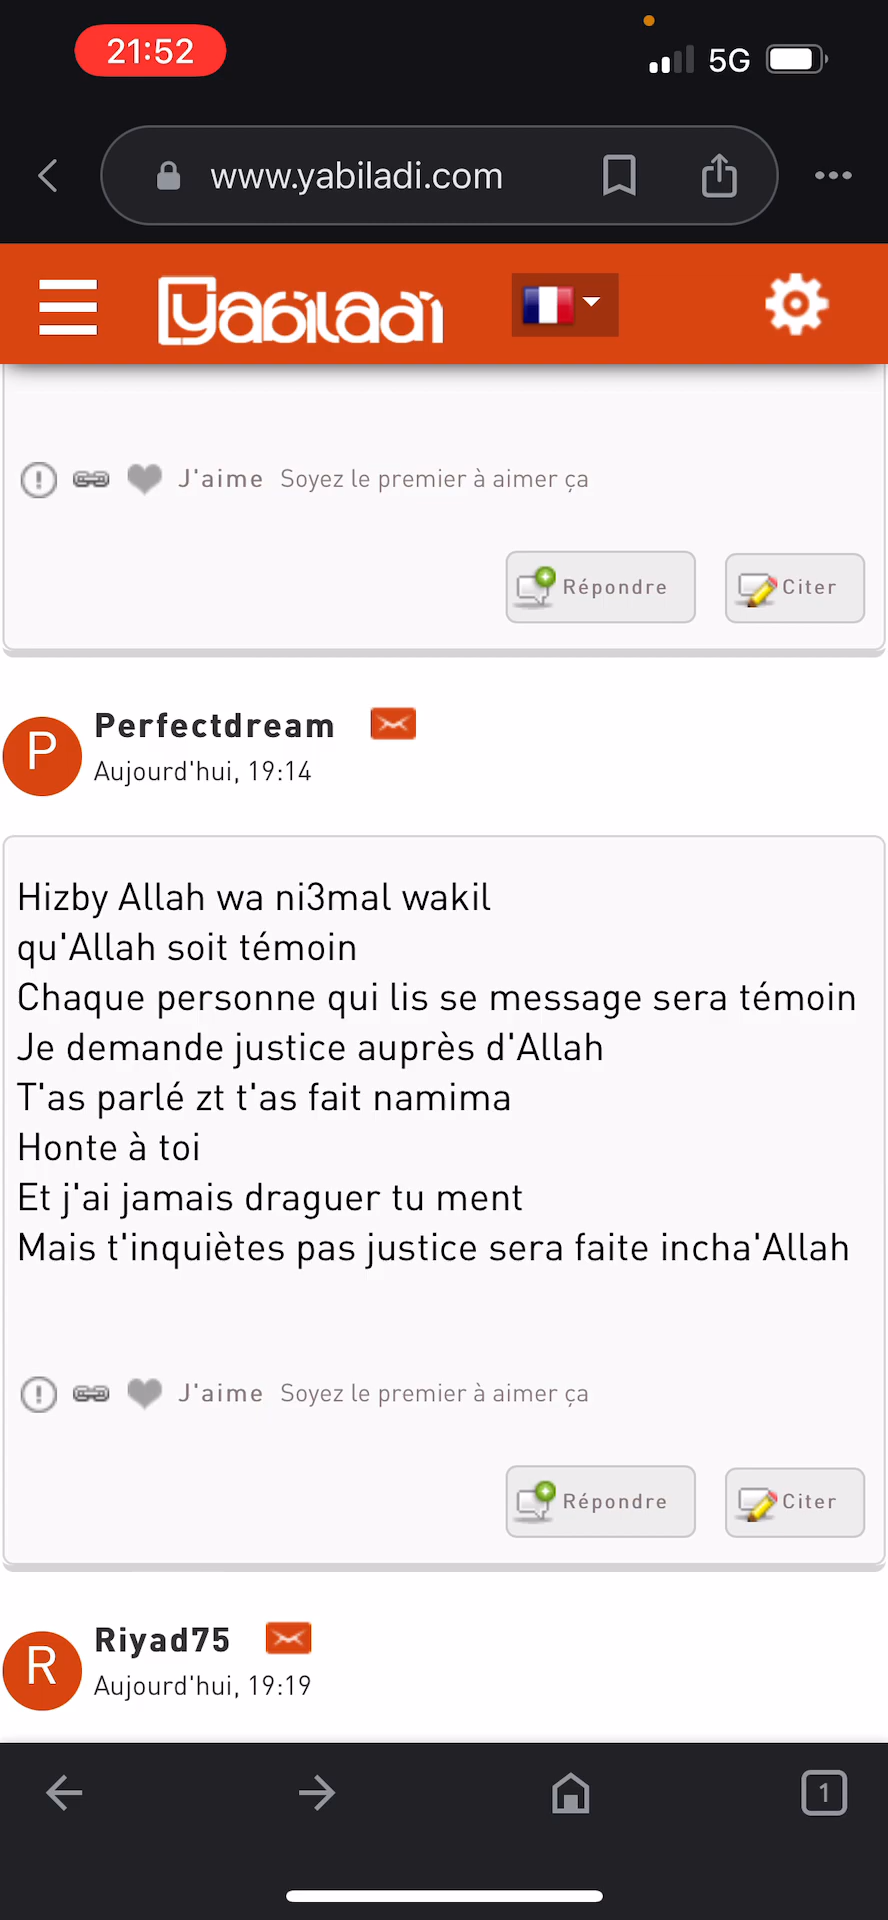 21:52
5G
www.yabiladi.com
yabiladi
J'aime Soyez le premier à aimer ça
Répondre Citer
P
Perfectdream
Aujourd'hui, 19:14
Hizby Allah wa ni3mal wakil
qu'Allah soit témoin
Chaque personne qui lis se message sera témoin
Je demande justice auprès d'Allah
T'as parlé zt t'as fait namima
Honte à toi
Et j'ai jamais draguer tu ment
Mais t'inquiètes pas justice sera faite incha'Allah
J'aime Soyez le premier à aimer ça
Répondre Citer
R
Riyad75
Aujourd'hui, 19:19
1